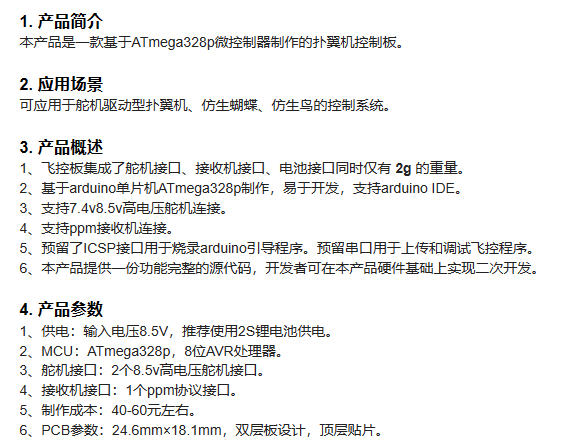 1. 产品简介
本产品是一款基于ATmega328p微控制器制作的扑翼机控制板。
2. 应用场景
可应用于舵机驱动型扑翼机、仿生蝴蝶、仿生鸟的控制系统。
3. 产品概述
1、飞控板集成了舵机接口、接收机接口、电池接口同时仅有 2g 的重量。
2、基于arduino单片机ATmega328p制作，易于开发，支持arduino IDE。
3、支持7.4v8.5v高电压舵机连接。
4、支持ppm接收机连接。
5、预留了ICSP接口用于烧录arduino引导程序。预留串口用于上传和调试飞控程序。
6、本产品提供一份功能完整的源代码，开发者可在本产品硬件基础上实现二次开发。
4. 产品参数
1、供电：输入电压8.5V，推荐使用2S锂电池供电。
2、MCU：ATmega328p，8位AVR处理器。
3、舵机接口：2个8.5v高电压舵机接口。
4、接收机接口：1个ppm协议接口。
5、制作成本：40-60元左右。
6、PCB参数：24.6mm×18.1mm，双层板设计，顶层贴片。